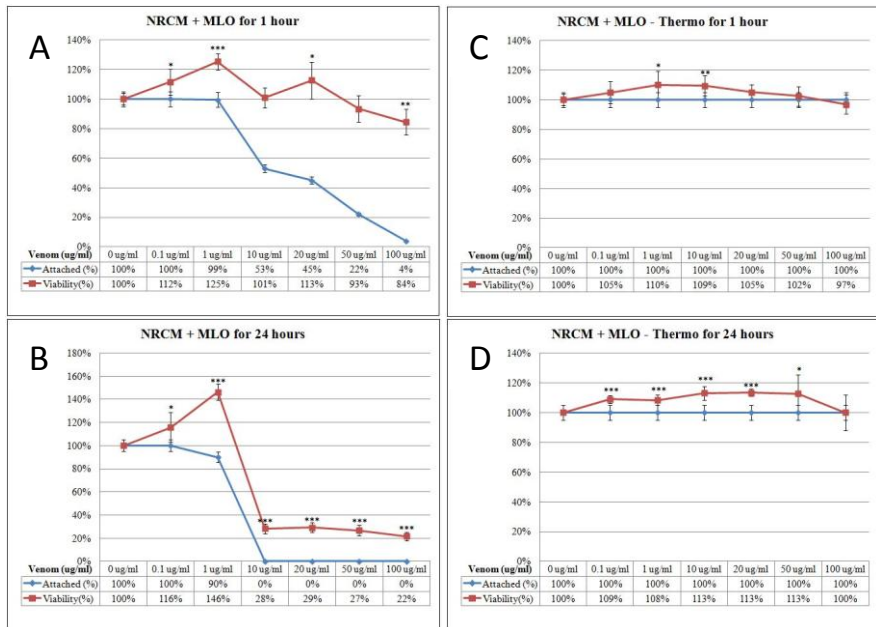 A
NRCM + MLO for 1 hour
140%
120%
100%
80%
60%
40%
20%
0%
* *** * **
Venom (ug/ml) 0 ug/ml 0.1 ug/ml 1 ug/ml 10 ug/ml 20 ug/ml 50 ug/ml 100 ug/ml
Attached (%) 100% 100% 99% 53% 45% 22% 4%
Viability(%) 100% 112% 125% 101% 113% 93% 84%
B
NRCM + MLO for 24 hours
180%
160%
140%
120%
100%
80%
60%
40%
20%
0%
* *** *** *** *** ***
Venom (ug/ml) 0 ug/ml 0.1 ug/ml 1 ug/ml 10 ug/ml 20 ug/ml 50 ug/ml 100 ug/ml
Attached (%) 100% 100% 90% 0% 0% 0% 0%
Viability(%) 100% 116% 146% 28% 29% 27% 22%
C
NRCM + MLO - Thermo for 1 hour
140%
120%
100%
80%
60%
40%
20%
0%
* **
Venom (ug/ml) 0 ug/ml 0.1 ug/ml 1 ug/ml 10 ug/ml 20 ug/ml 50 ug/ml 100 ug/ml
Attached (%) 100% 100% 100% 100% 100% 100% 100%
Viability(%) 100% 105% 110% 109% 105% 102% 97%
D
NRCM + MLO - Thermo for 24 hours
140%
120%
100%
80%
60%
40%
20%
0%
*** *** *** *** *
Venom (ug/ml) 0 ug/ml 0.1 ug/ml 1 ug/ml 10 ug/ml 20 ug/ml 50 ug/ml 100 ug/ml
Attached (%) 100% 100% 100% 100% 100% 100% 100%
Viability(%) 100% 109% 108% 113% 113% 113% 100%